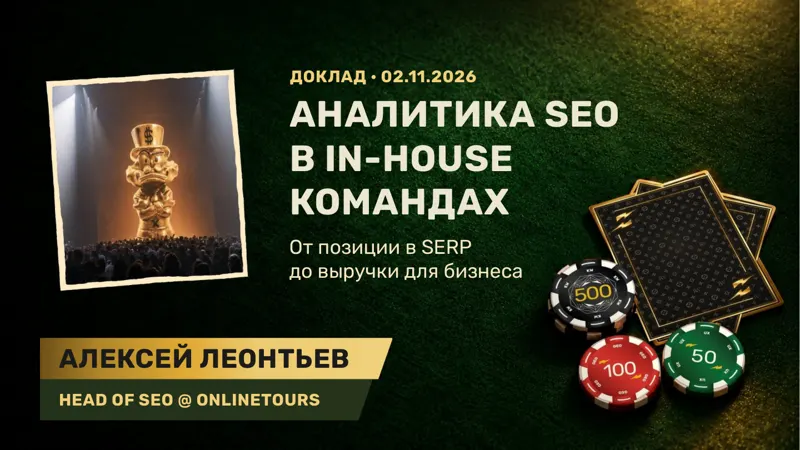 ДОКЛАД • 02.11.2026
АНАЛИТИКА SEO
В IN-HOUSE
КОМАНДАХ
От позиции в SERP
до выручки для бизнеса
АЛЕКСЕЙ ЛЕОНТЬЕВ
HEAD OF SEO @ ONLINETOURS
$
500
100
50